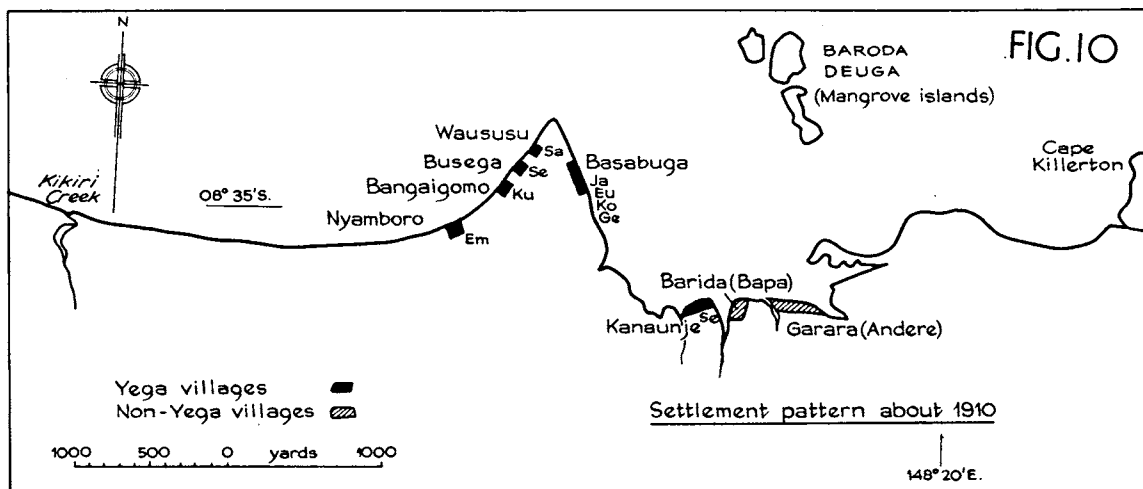 FIG.10
N
BARODA
DEUGA
(Mangrove islands)
Cape
Killerton
Waususu
Sa
Busega
Se
Bangaigomo
Ku
Basabuga
Ja
Eu
Ko
Ge
Kikiri
Creek
08° 35'S.
Nyamboro
Em
Barida (Bapa)
Kanaunje
Se
Garara (Andere)
Yega villages
Non-Yega villages
Settlement pattern about 1910
1000 500 0 yards 1000
148° 20'E.